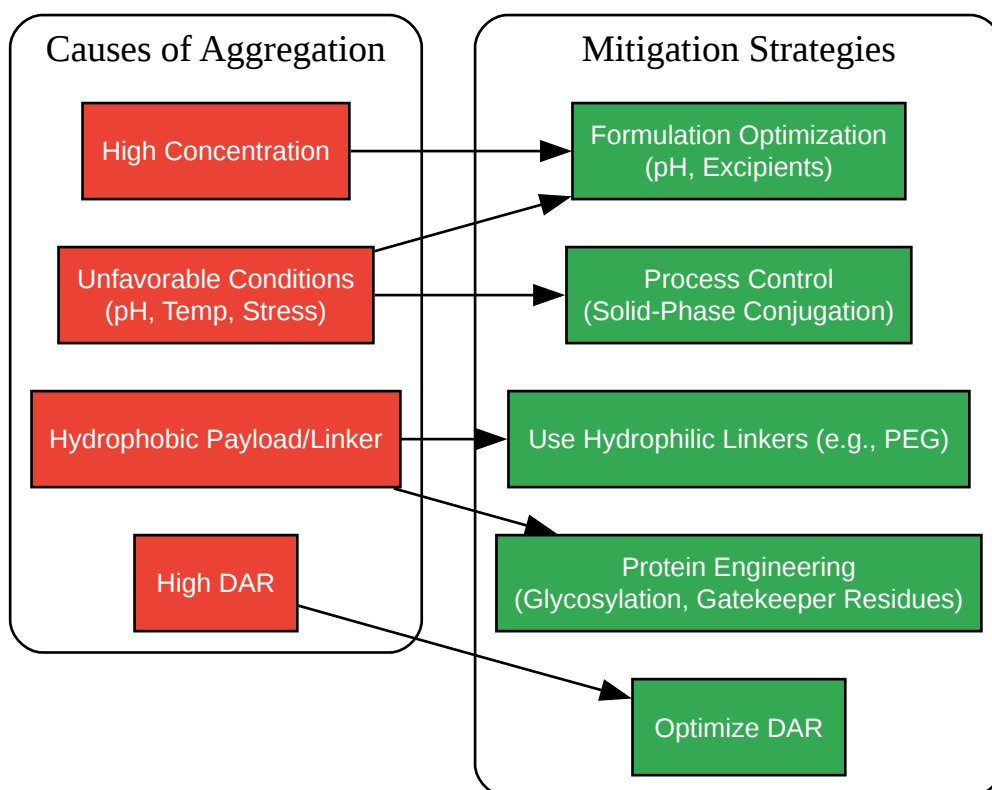 Causes of Aggregation
High Concentration
Unfavorable Conditions
(pH, Temp, Stress)
Hydrophobic Payload/Linker
High DAR
Mitigation Strategies
Formulation Optimization
(pH, Excipients)
Process Control
(Solid-Phase Conjugation)
Use Hydrophilic Linkers (e.g., PEG)
Protein Engineering
(Glycosylation, Gatekeeper Residues)
Optimize DAR